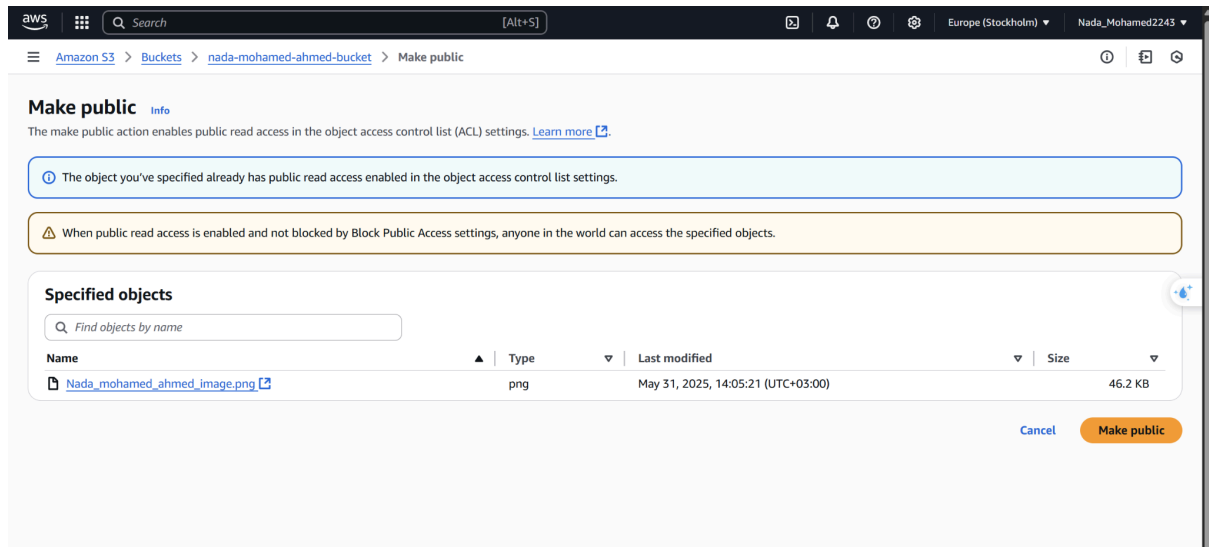 aws
Search [Alt+S]
Europe (Stockholm) ▼
Nada_Mohamed2243 ▼
Amazon S3 > Buckets > nada-mohamed-ahmed-bucket > Make public
Make public Info
The make public action enables public read access in the object access control list (ACL) settings. Learn more.
The object you've specified already has public read access enabled in the object access control list settings.
When public read access is enabled and not blocked by Block Public Access settings, anyone in the world can access the specified objects.
Specified objects
Find objects by name
Name ▲ Type ▽ Last modified ▽ Size ▽
Nada_mohamed_ahmed_image.png png May 31, 2025, 14:05:21 (UTC+03:00) 46.2 KB
Cancel Make public